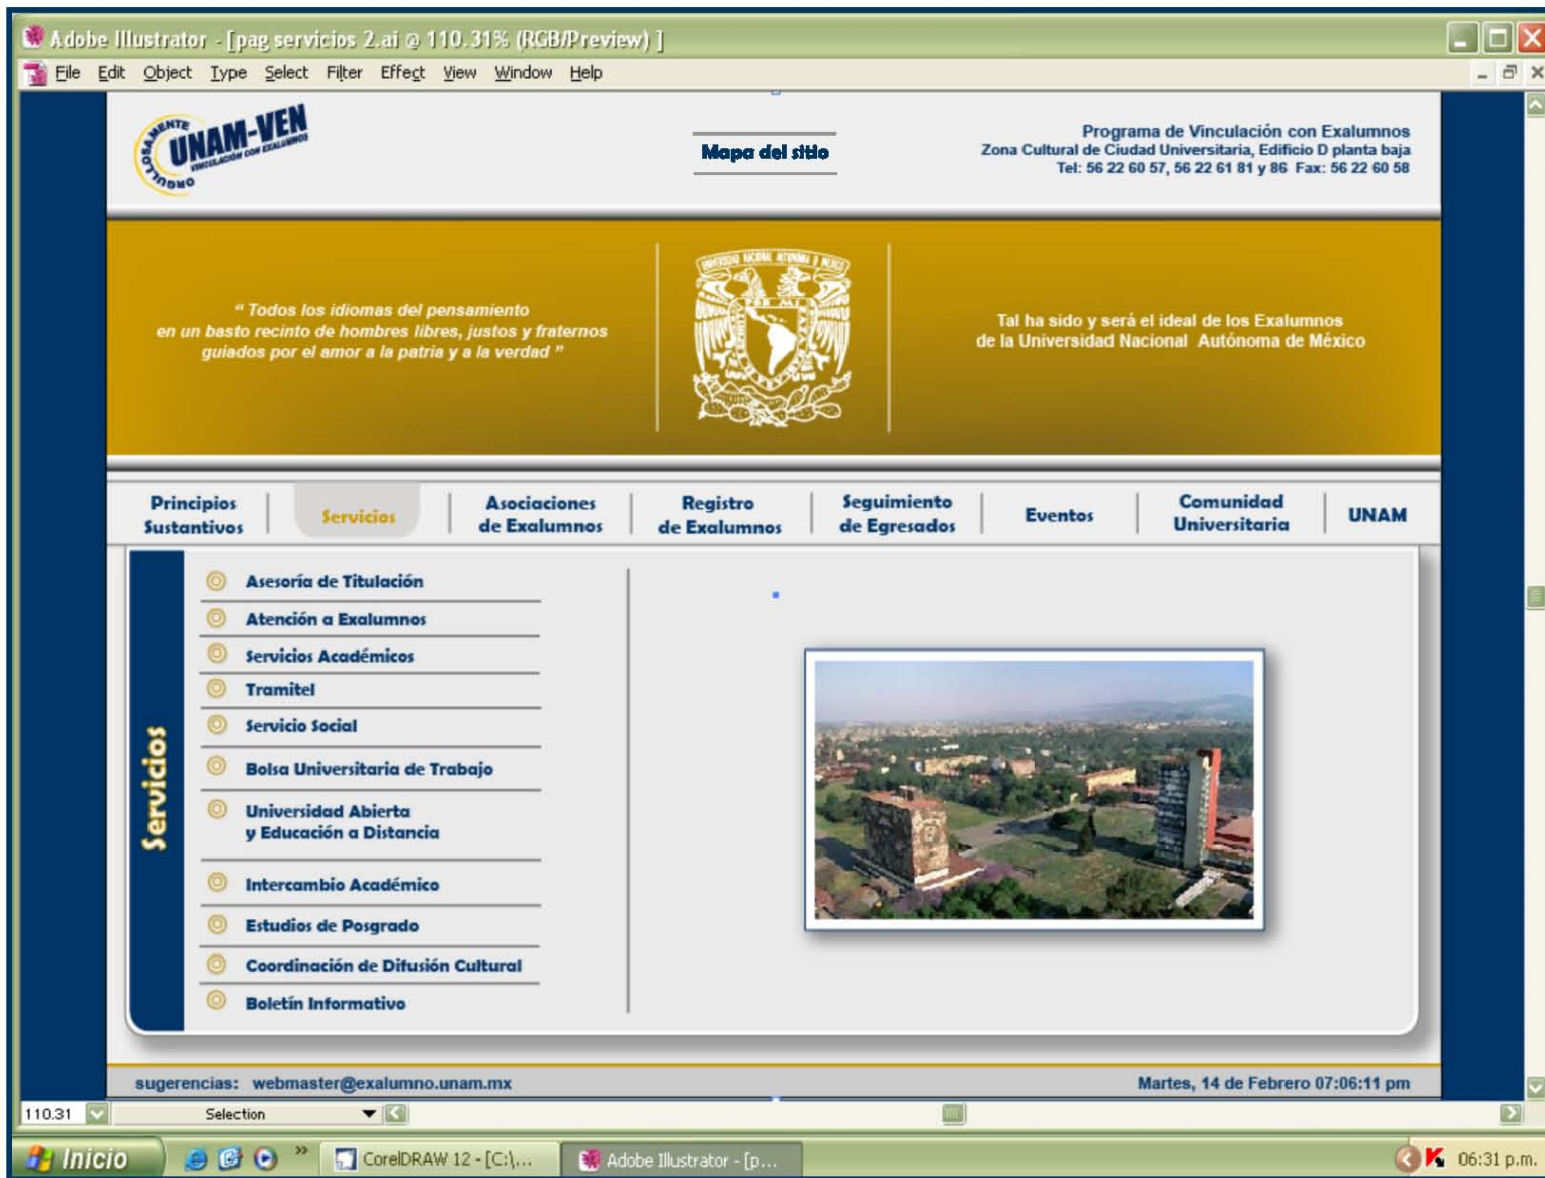 Adobe Illustrator - [pag servicios 2.ai @ 110.31% (RGB/Preview) ]
File Edit Object Type Select Filter Effect View Window Help
ORGULLOSAMENTE
UNAM-VEN
VINCULACIÓN CON EXALUMNOS
Mapa del sitio
Programa de Vinculación con Exalumnos
Zona Cultural de Ciudad Universitaria, Edificio D planta baja
Tel: 56 22 60 57, 56 22 61 81 y 86 Fax: 56 22 60 58
“ Todos los idiomas del pensamiento
en un basto recinto de hombres libres, justos y fraternos
guiados por el amor a la patria y a la verdad ”
Tal ha sido y será el ideal de los Exalumnos
de la Universidad Nacional Autónoma de México
Principios
Sustantivos
Servicios
Asociaciones
de Exalumnos
Registro
de Exalumnos
Seguimiento
de Egresados
Eventos
Comunidad
Universitaria
UNAM
Servicios
Asesoría de Titulación
Atención a Exalumnos
Servicios Académicos
Tramitel
Servicio Social
Bolsa Universitaria de Trabajo
Universidad Abierta
y Educación a Distancia
Intercambio Académico
Estudios de Posgrado
Coordinación de Difusión Cultural
Boletín Informativo
sugerencias: webmaster@exalumno.unam.mx
Martes, 14 de Febrero 07:06:11 pm
110.31
Selection
Inicio
CorelDRAW 12 - [C:\...
Adobe Illustrator - [p...
06:31 p.m.